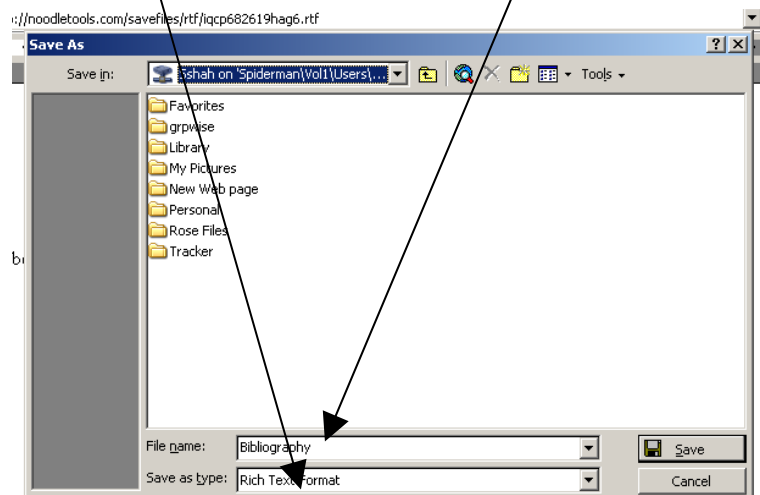 ://noodletools.com/savefiles/rtf/iqcp682619hag6.rtf
Save As
Save in: Sshah on 'Spiderman\Vol1\Users\... Tools
Favorites
grpwise
Library
My Pictures
New Web page
Personal
Rose Files
Tracker
File name: Bibliography Save
Save as type: Rich Text Format Cancel